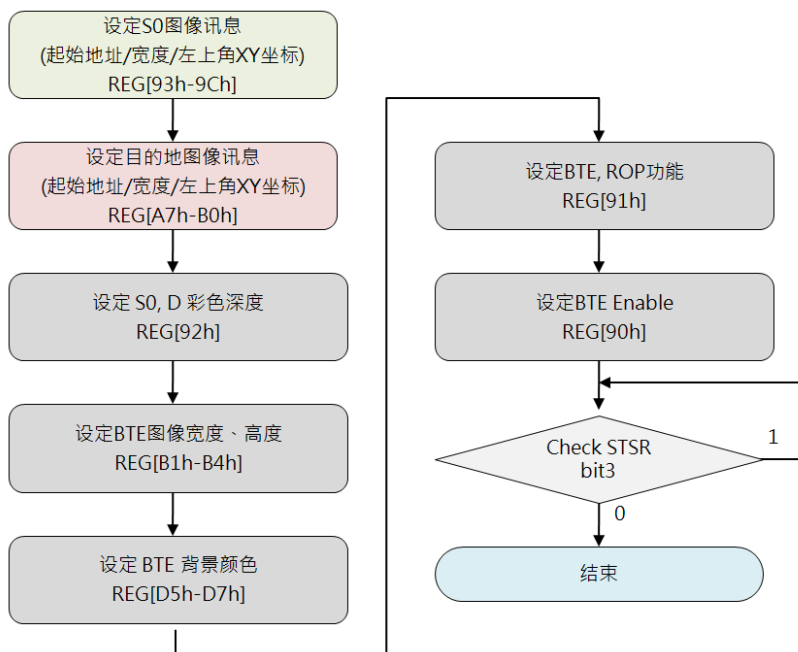 设定S0图像讯息
(起始地址/宽度/左上角XY坐标)
REG[93h-9Ch]
设定目的地图像讯息
(起始地址/宽度/左上角XY坐标)
REG[A7h-B0h]
设定 S0, D 彩色深度
REG[92h]
设定BTE图像宽度、高度
REG[B1h-B4h]
设定 BTE 背景颜色
REG[D5h-D7h]
设定BTE, ROP功能
REG[91h]
设定BTE Enable
REG[90h]
Check STSR
bit3
1
0
结束